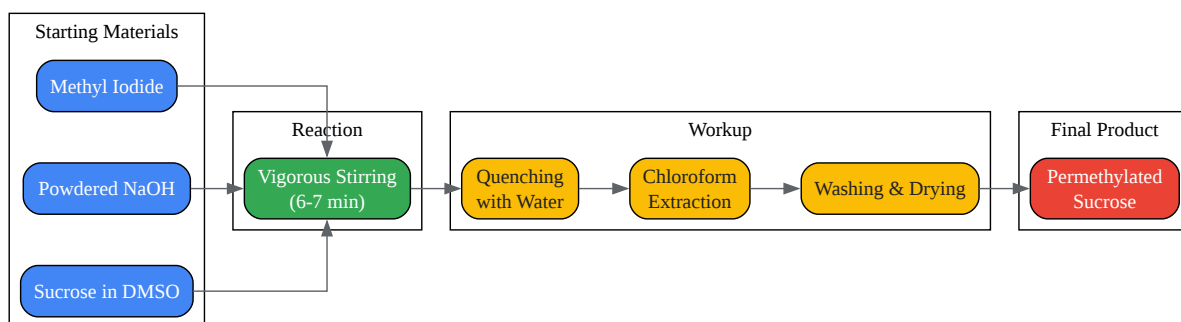 Starting Materials
Methyl Iodide
Powdered NaOH
Sucrose in DMSO
Reaction
Vigorous Stirring
(6-7 min)
Workup
Quenching
with Water
Chloroform
Extraction
Washing & Drying
Final Product
Permethylated
Sucrose